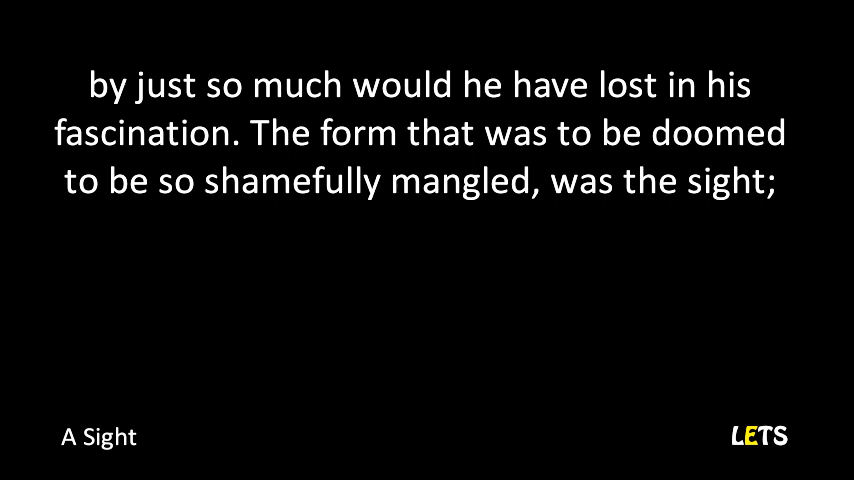 by just so much would he have lost in his
fascination. The form that was to be doomed
to be so shamefully mangled, was the sight;
A Sight
LETS